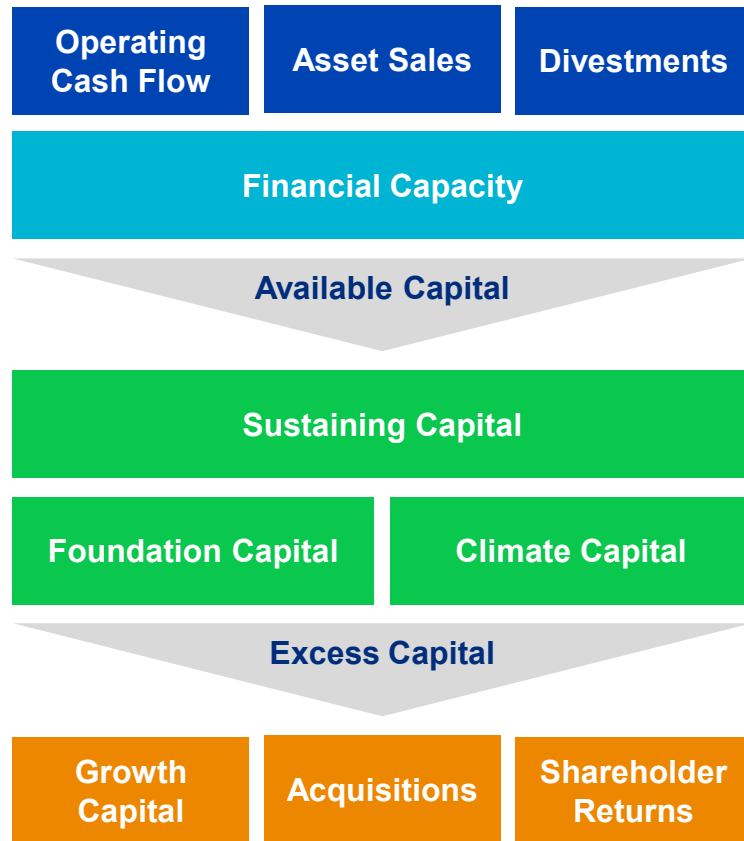 Operating
Cash Flow
Asset Sales
Divestments
Financial Capacity
Available Capital
Sustaining Capital
Foundation Capital
Climate Capital
Excess Capital
Growth
Capital
Acquisitions
Shareholder
Returns